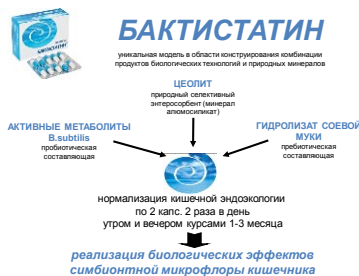 БАКТИСТАТИН
уникальная модель в области конструирования комбинации
продуктов биологических технологий и природных минералов
ЦЕОЛИТ
природный селективный
энтеросорбент (минерал
алюмосиликат)
АКТИВНЫЕ МЕТАБОЛИТЫ
B.subtilis
пробиотическая
составляющая
ГИДРОЛИЗАТ СОЕВОЙ
МУКИ
пребиотическая
составляющая
нормализация кишечной эндоэкологии
по 2 капс. 2 раза в день
утром и вечером курсами 1-3 месяца
реализация биологических эффектов
симбионтной микрофлоры кишечника